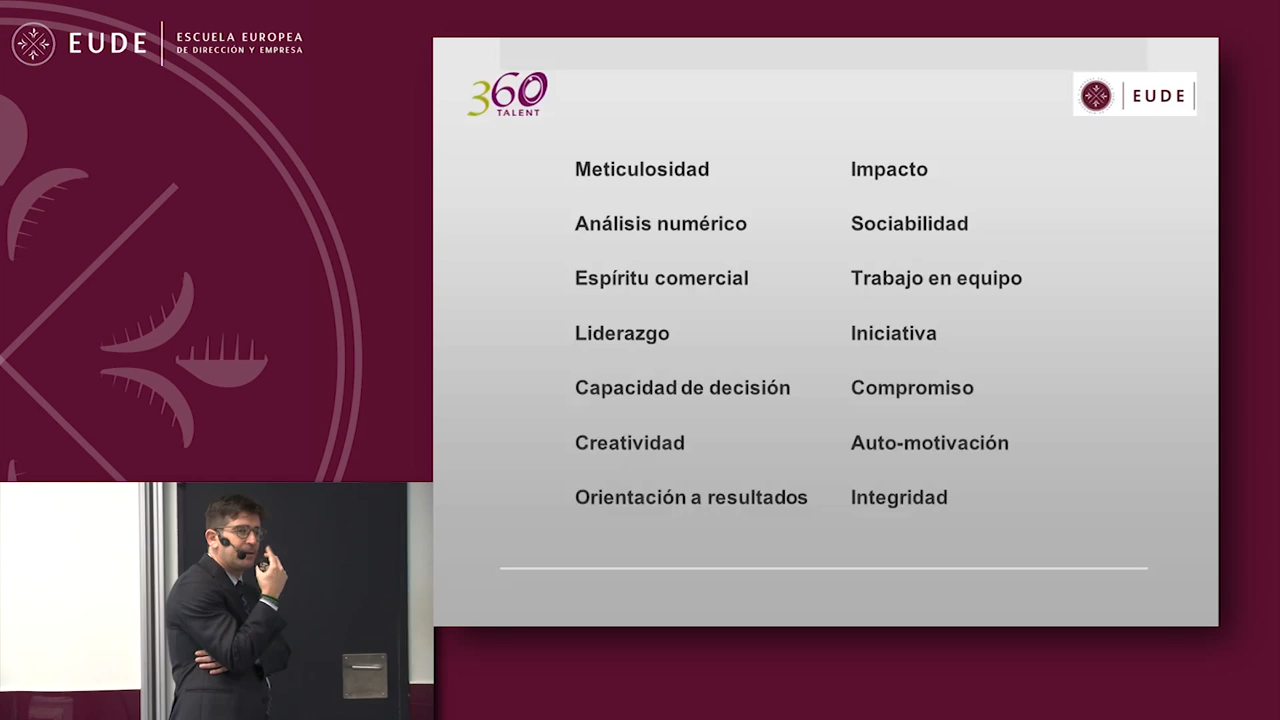 EUDE
ESCUELA EUROPEA
DE DIRECCIÓN Y EMPRESA
360
TALENT
EUDE
Meticulosidad
Impacto
Análisis numérico
Sociabilidad
Espíritu comercial
Trabajo en equipo
Liderazgo
Iniciativa
Capacidad de decisión
Compromiso
Creatividad
Auto-motivación
Orientación a resultados
Integridad